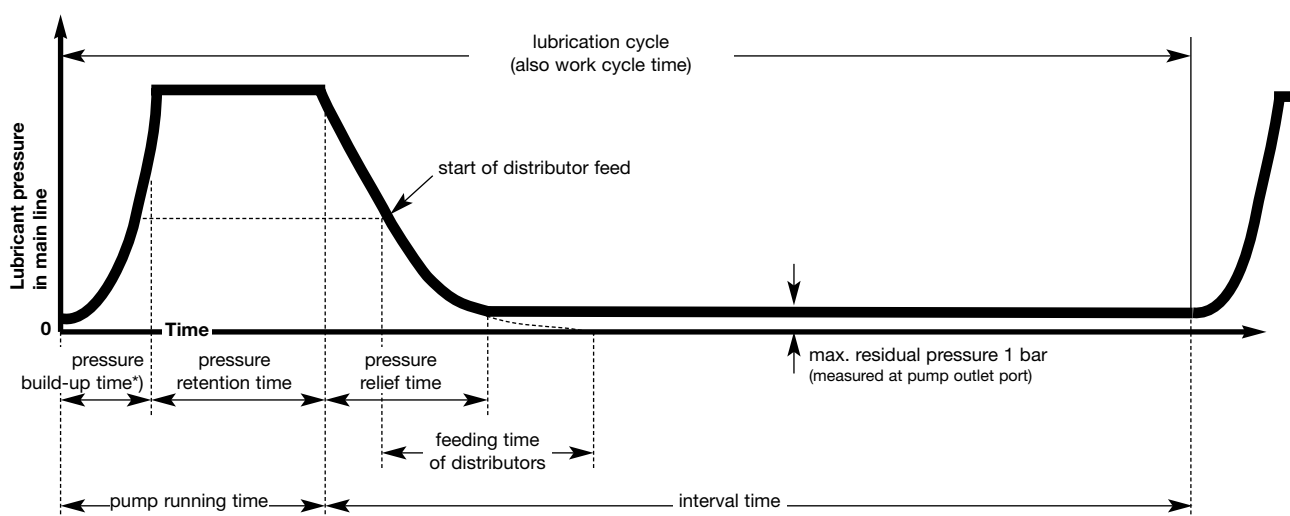 lubrication cycle
(also work cycle time)
Lubricant pressure
in main line
start of distributor feed
0
Time
pressure
build-up time*)
pressure
retention time
pressure
relief time
max. residual pressure 1 bar
(measured at pump outlet port)
feeding time
of distributors
pump running time
interval time